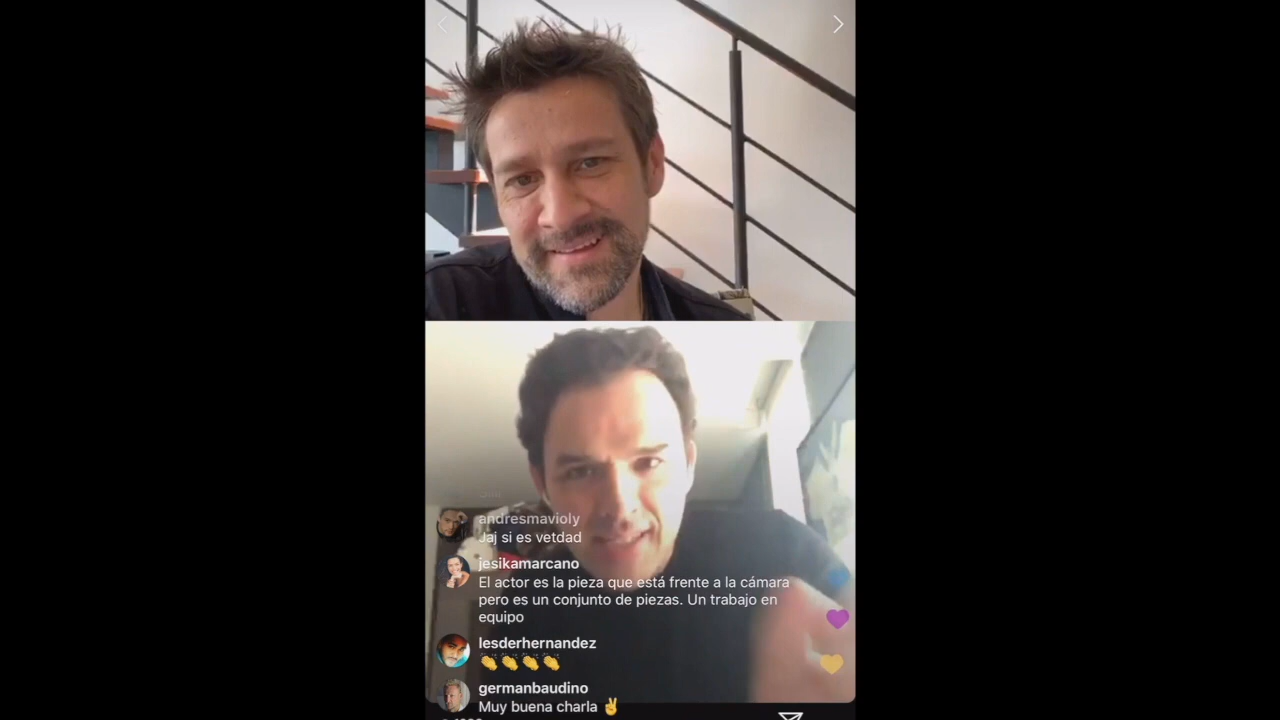 andresmavioly
Jaj si es vetdad
jesikamarcano
El actor es la pieza que está frente a la cámara
pero es un conjunto de piezas. Un trabajo en
equipo
lesderhernandez
👏👏👏👏
germanbaudino
Muy buena charla ✌️